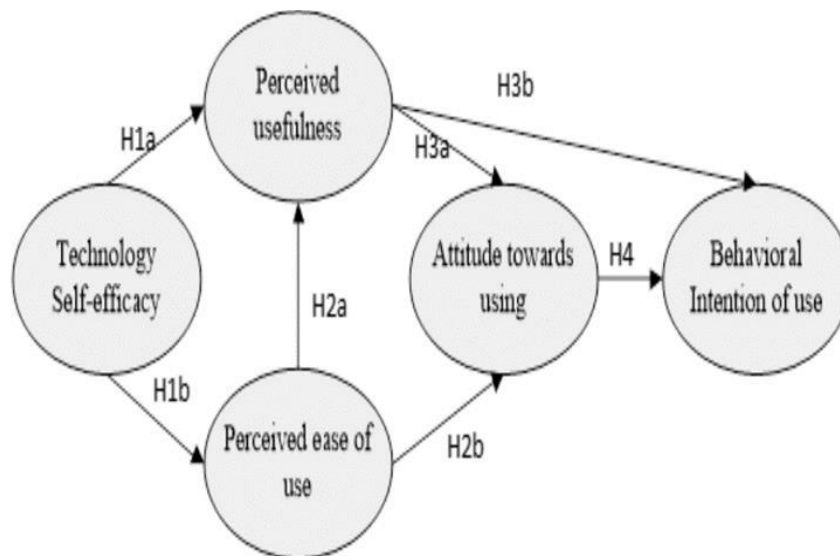 Perceived
usefulness
H3b
H1a
H3a
Technology
Self-efficacy
Attitude towards
using
H4
Behavioral
Intention of use
H2a
H1b
Perceived ease of
use
H2b